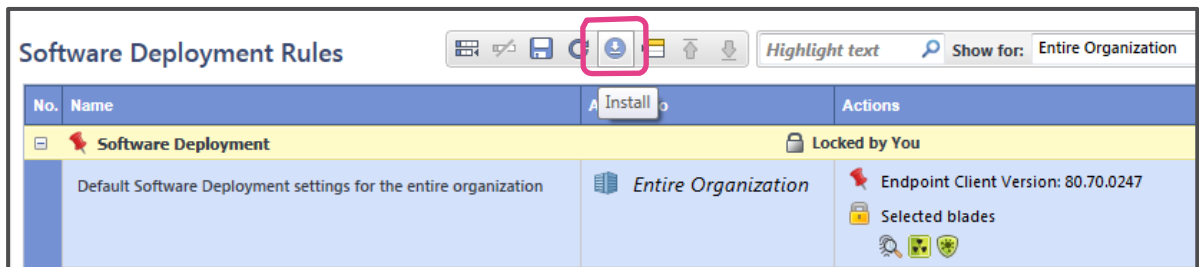 Software Deployment Rules
Highlight text
Show for: Entire Organization
No. Name
Actions
Install
Software Deployment
Locked by You
Default Software Deployment settings for the entire organization
Entire Organization
Endpoint Client Version: 80.70.0247
Selected blades